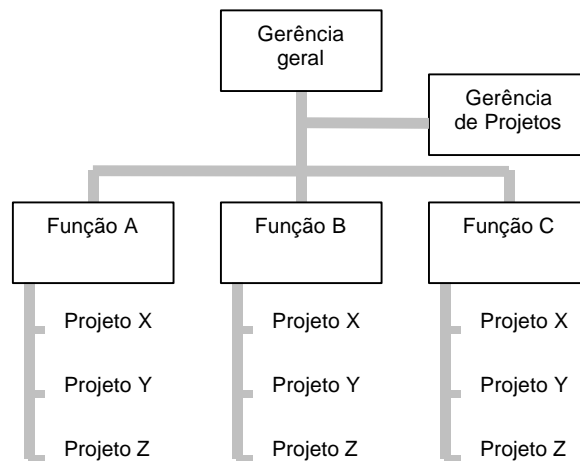 Gerência
geral
Gerência
de Projetos
Função A
Função B
Função C
Projeto X
Projeto X
Projeto X
Projeto Y
Projeto Y
Projeto Y
Projeto Z
Projeto Z
Projeto Z